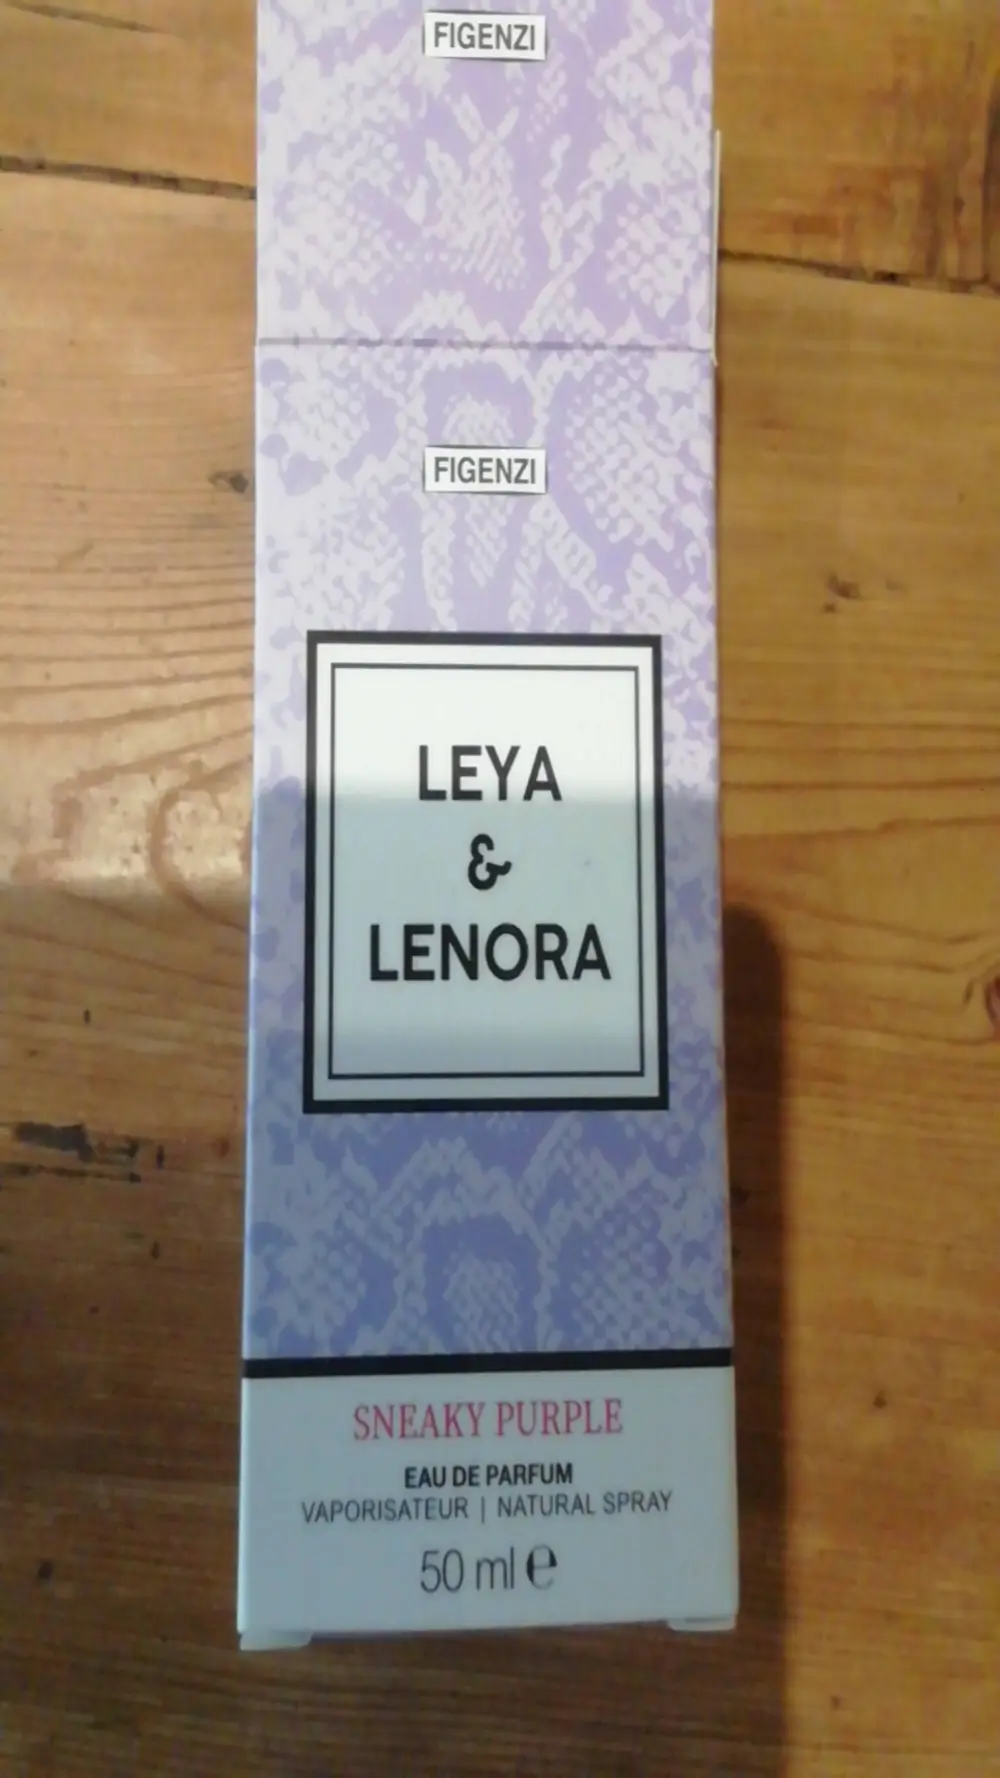 FIGENZI
FIGENZI
LEYA
&
LENORA
SNEAKY PURPLE
EAU DE PARFUM
VAPORISATEUR | NATURAL SPRAY
50 ml ℮